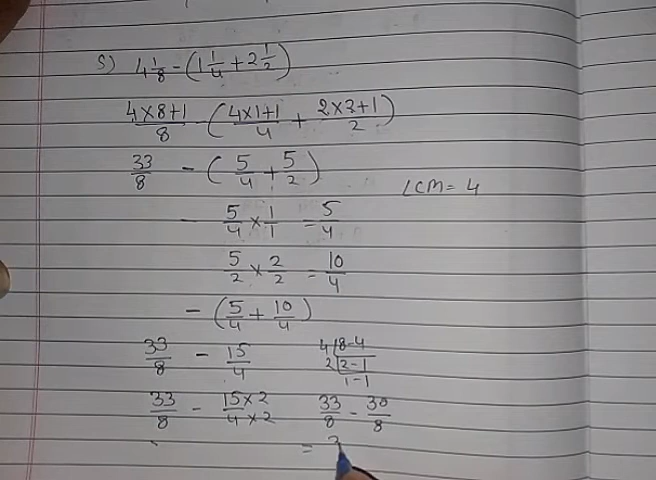 5) 4 1/8 - (1 1/4 + 2 1/2)
4×8+1/8 - (4×1+1/4 + 2×2+1/2)
33/8 - (5/4 + 5/2)
LCM = 4
- 5/4 × 1/1 = 5/4
5/2 × 2/2 = 10/4
- (5/4 + 10/4)
33/8 - 15/4 4 | 8-4
2 | 2-1
1-1
33/8 - 15×2/4×2 33/8 - 30/8
= 3